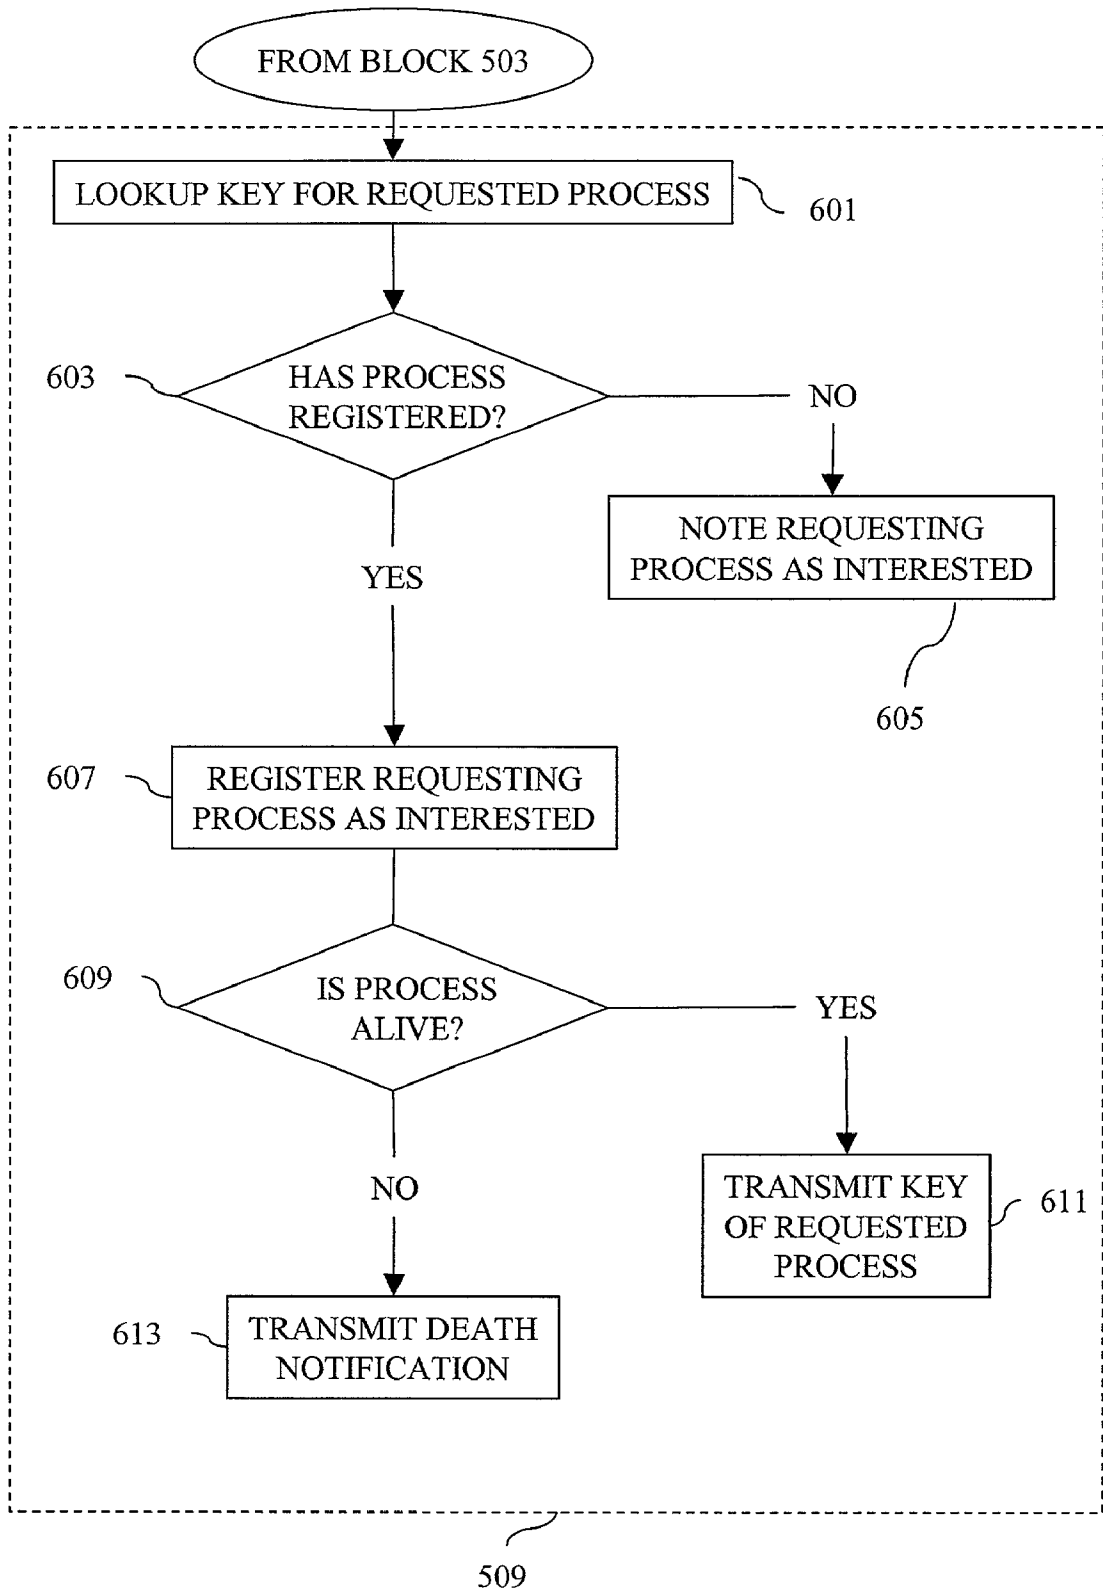 FROM BLOCK 503
LOOKUP KEY FOR REQUESTED PROCESS
601
603
HAS PROCESS
REGISTERED?
NO
NOTE REQUESTING
PROCESS AS INTERESTED
605
YES
607
REGISTER REQUESTING
PROCESS AS INTERESTED
609
IS PROCESS
ALIVE?
YES
TRANSMIT KEY
OF REQUESTED
PROCESS
611
NO
613
TRANSMIT DEATH
NOTIFICATION
509